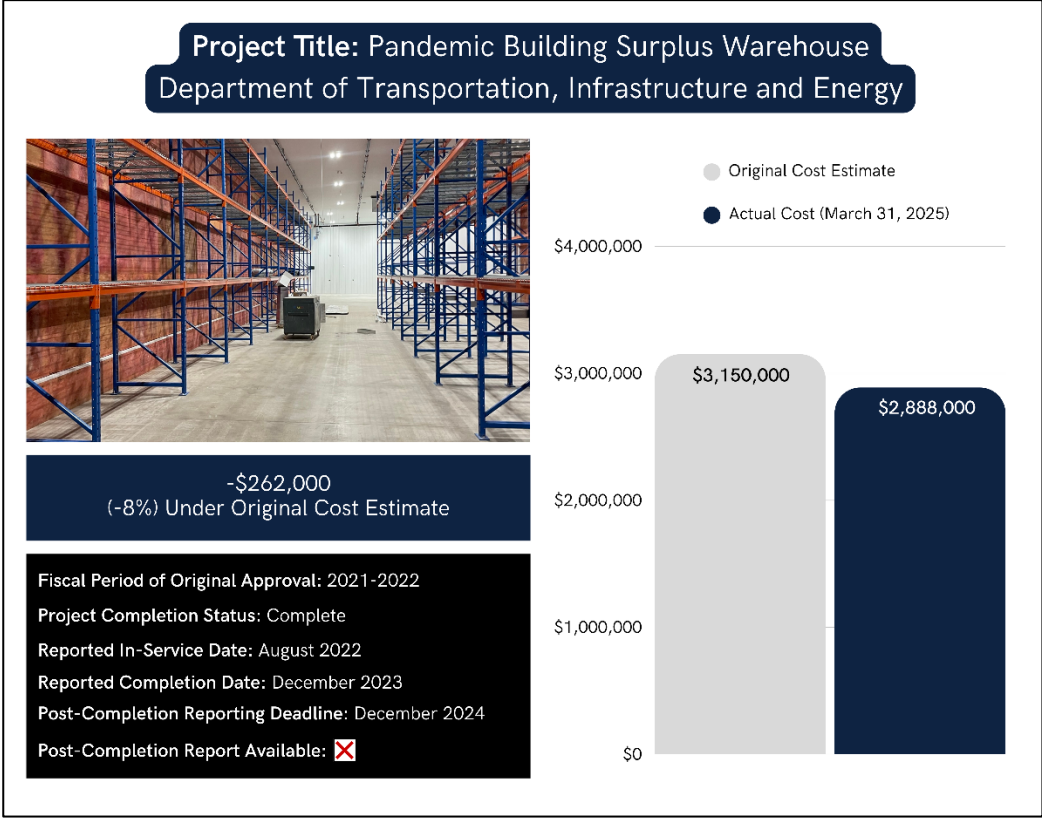 Project Title: Pandemic Building Surplus Warehouse
Department of Transportation, Infrastructure and Energy
Original Cost Estimate
Actual Cost (March 31, 2025)
$4,000,000
$3,000,000
$2,000,000
$1,000,000
$0
$3,150,000
$2,888,000
-$262,000
(-8%) Under Original Cost Estimate
Fiscal Period of Original Approval: 2021-2022
Project Completion Status: Complete
Reported In-Service Date: August 2022
Reported Completion Date: December 2023
Post-Completion Reporting Deadline: December 2024
Post-Completion Report Available: ❌